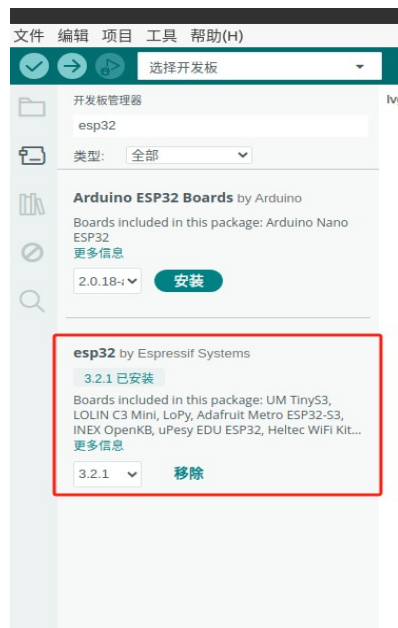 文件 编辑 项目 工具 帮助(H)
选择开发板
开发板管理器
esp32
类型: 全部
Arduino ESP32 Boards by Arduino
Boards included in this package: Arduino Nano
ESP32
更多信息
2.0.18-
安装
esp32 by Espressif Systems
3.2.1 已安装
Boards included in this package: UM TinyS3,
LOLIN C3 Mini, LoPy, Adafruit Metro ESP32-S3,
INEX OpenKB, uPesy EDU ESP32, Heltec WiFi Kit...
更多信息
3.2.1 移除